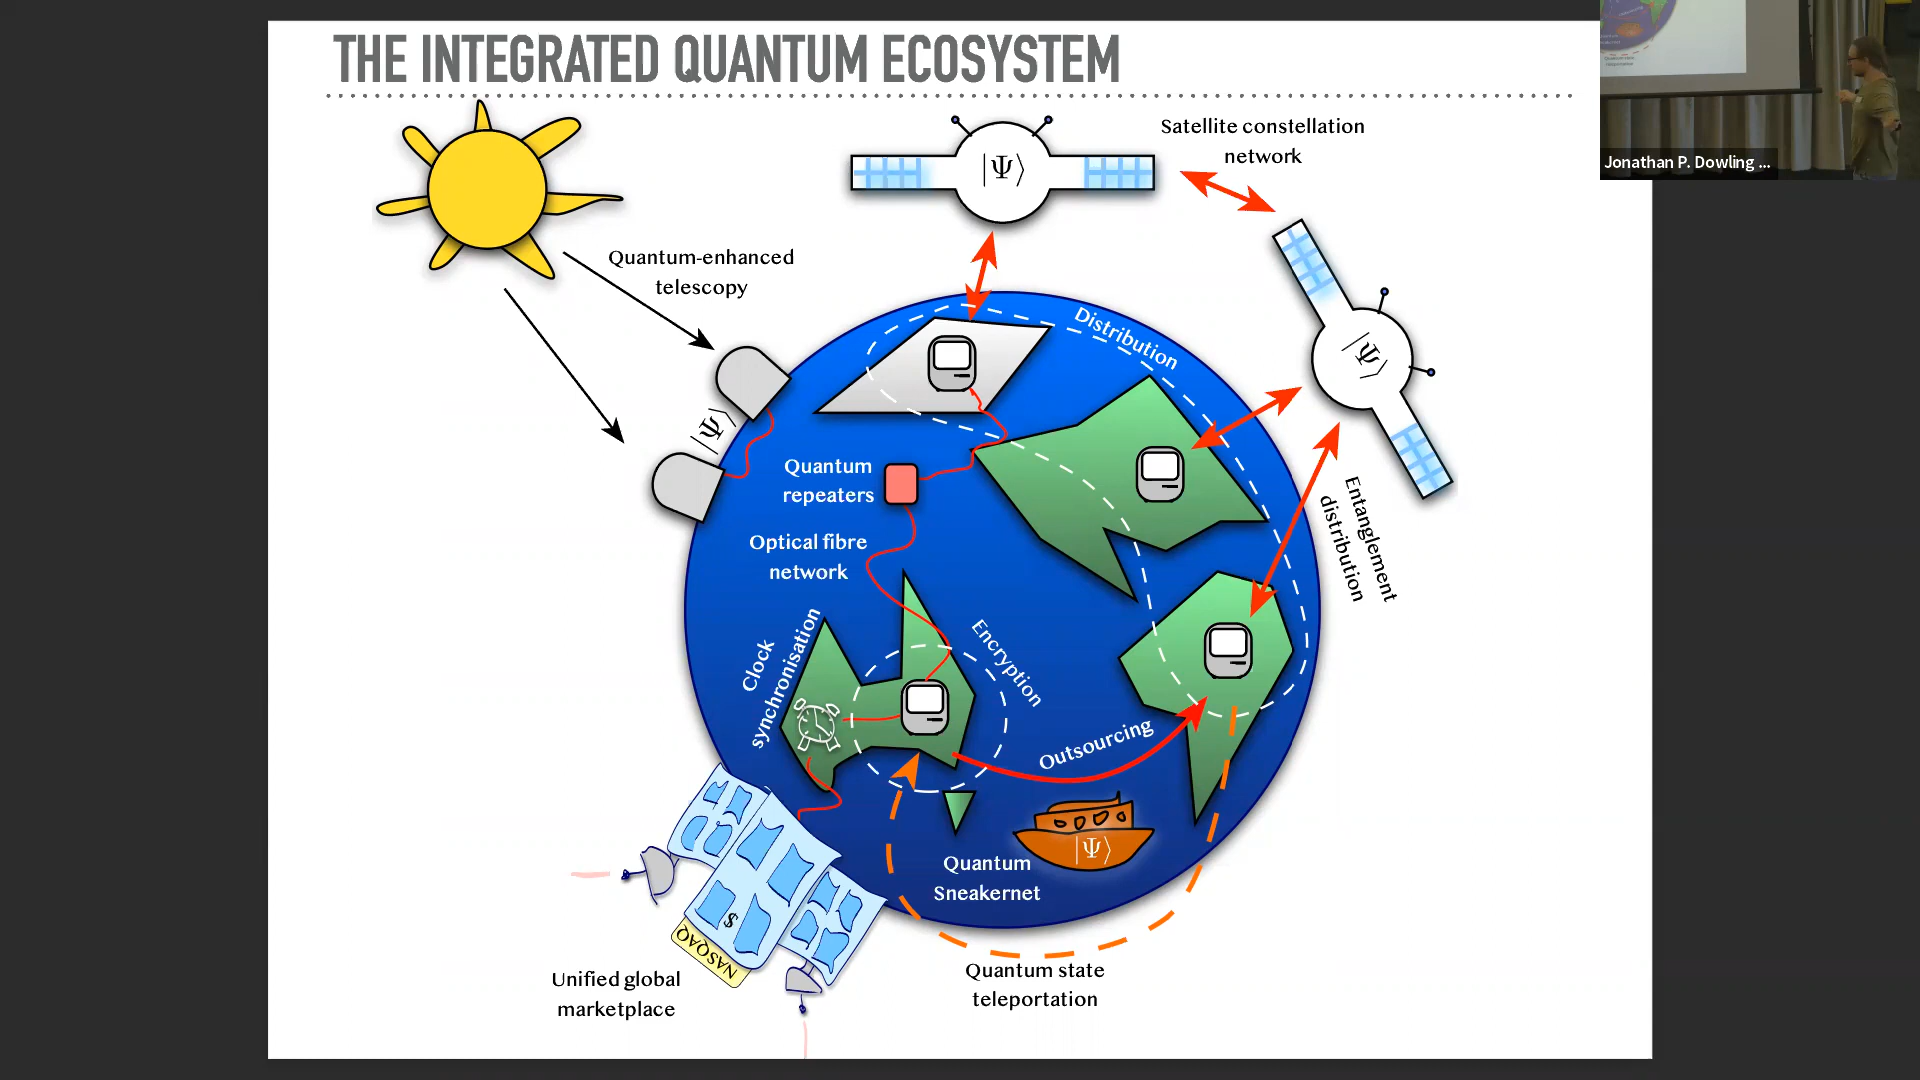 THE INTEGRATED QUANTUM ECOSYSTEM
Jonathan P. Dowling ...
Satellite constellation
network
|Ψ⟩
|Ψ⟩
Quantum-enhanced
telescopy
|Ψ⟩
Distribution
Quantum
repeaters
Optical fibre
network
Entanglement
distribution
Clock
synchronisation
Encryption
Outsourcing
|Ψ⟩
Quantum
Sneakernet
$
NASQAQ
Unified global
marketplace
Quantum state
teleportation